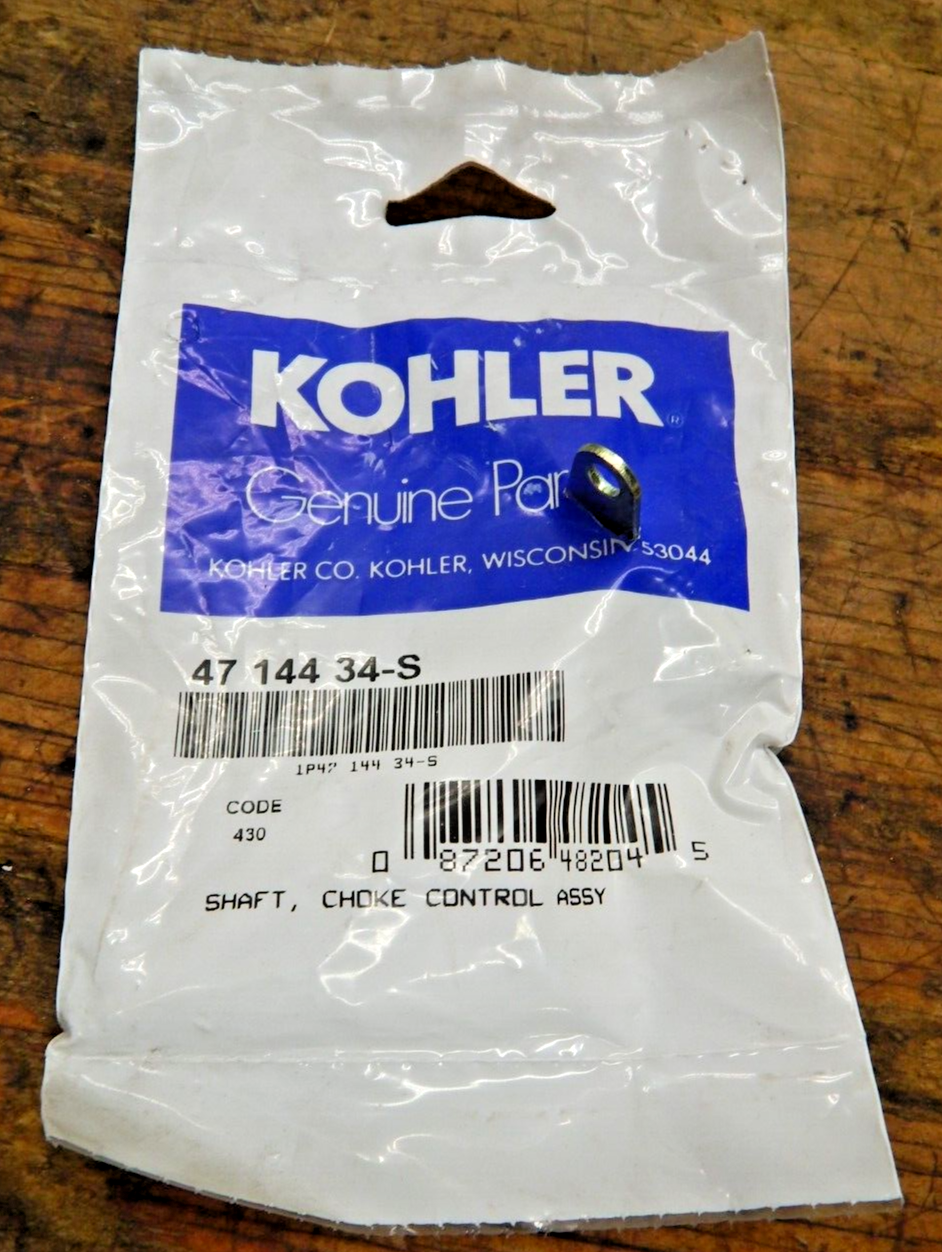 KOHLER®
Genuine Par
KOHLER CO. KOHLER, WISCONSIN 53044
47 144 34-S
1P47 144 34-S
CODE
430
0 87206 48204 5
SHAFT, CHOKE CONTROL ASSY